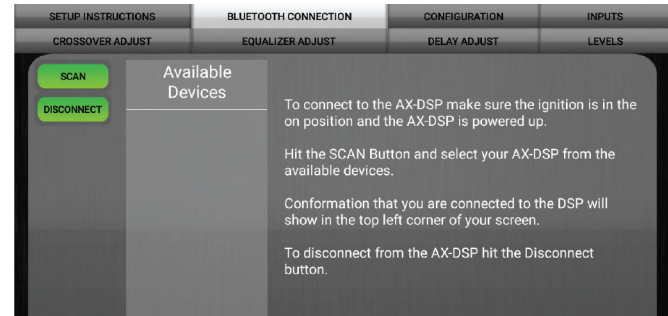 SETUP INSTRUCTIONS BLUETOOTH CONNECTION CONFIGURATION INPUTS
CROSSOVER ADJUST EQUALIZER ADJUST DELAY ADJUST LEVELS
SCAN
DISCONNECT
Available
Devices
To connect to the AX-DSP make sure the ignition is in the
on position and the AX-DSP is powered up.
Hit the SCAN Button and select your AX-DSP from the
available devices.
Conformation that you are connected to the DSP will
show in the top left corner of your screen.
To disconnect from the AX-DSP hit the Disconnect
button.